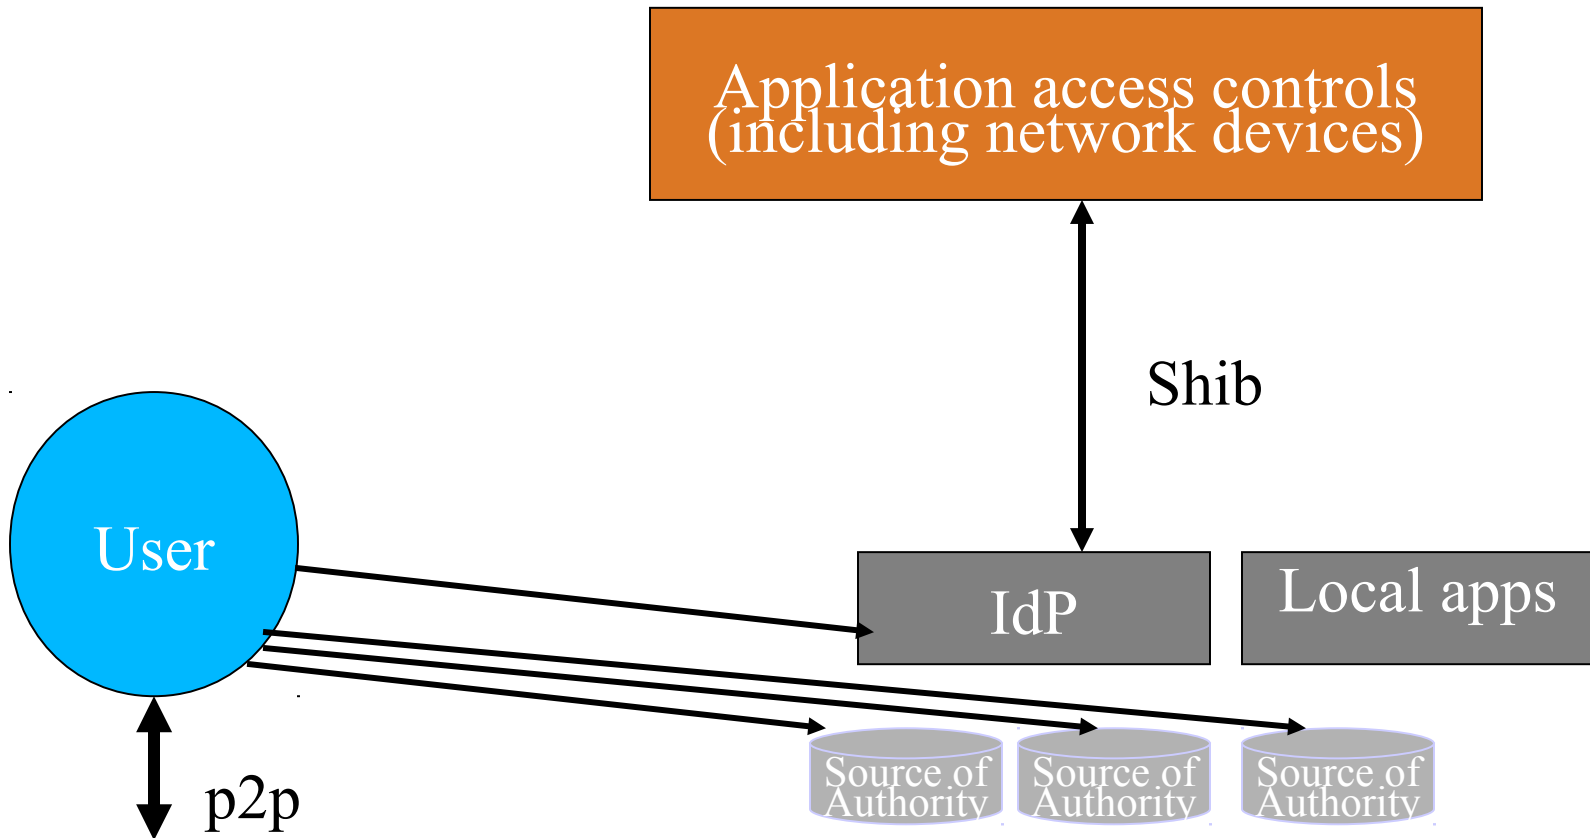 Application access controls
(including network devices)
Shib
User
IdP
Local apps
Source of
Authority
Source of
Authority
Source of
Authority
p2p